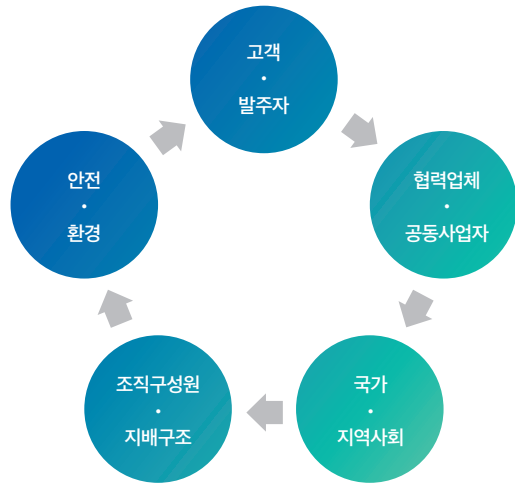 고객
·
발주자
협력업체
·
공동사업자
국가
·
지역사회
조직구성원
·
지배구조
안전
·
환경